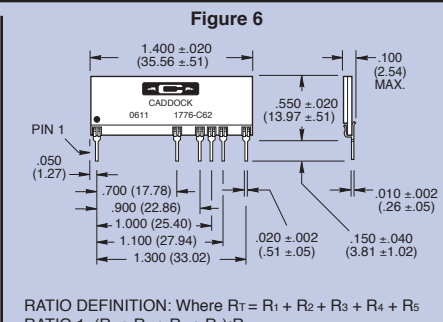 Figure 6
1.400 ±.020
(35.56 ±.51)
.100
(2.54)
MAX.
CADDOCK
0611 1776-C62
.550 ±.020
(13.97 ±.51)
PIN 1
.050
(1.27)
.700 (17.78)
.900 (22.86)
1.000 (25.40)
1.100 (27.94)
1.300 (33.02)
.020 ±.002
(.51 ±.05)
.010 ±.002
(.26 ±.05)
.150 ±.040
(3.81 ±1.02)
RATIO DEFINITION: Where RT = R1 + R2 + R3 + R4 + R5
RATIO 1: